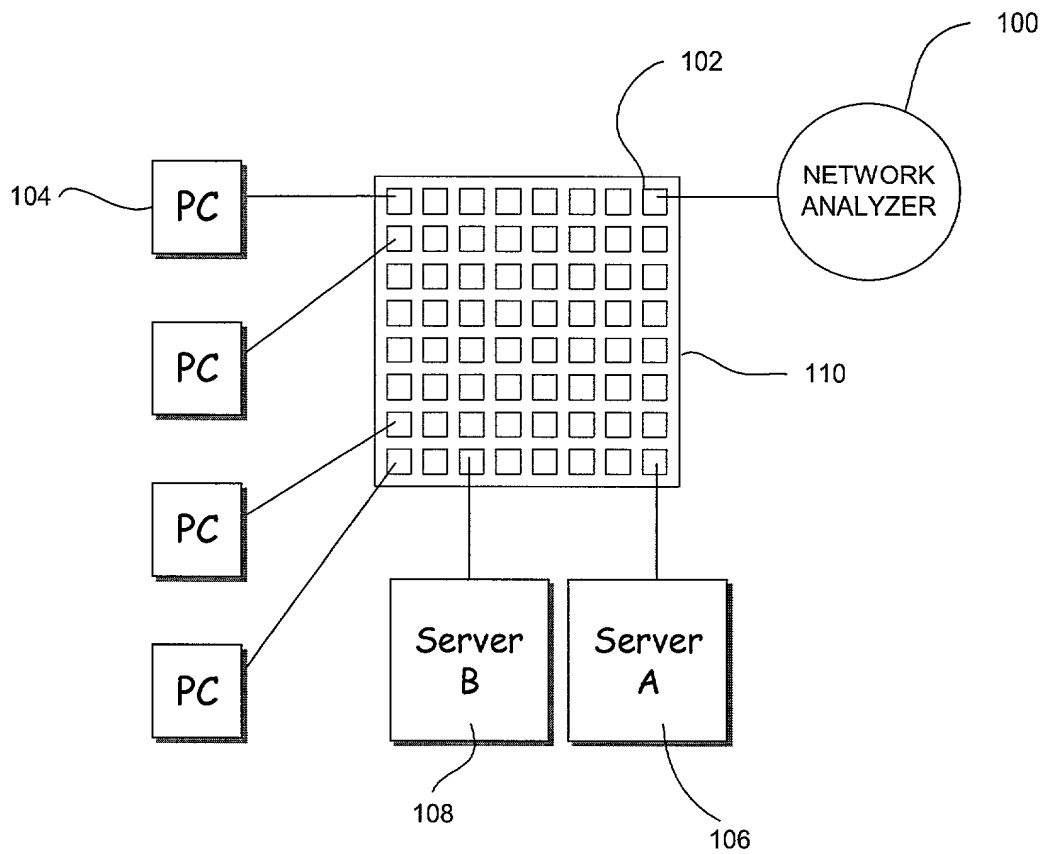 100
102
104
PC
NETWORK
ANALYZER
PC
110
PC
Server
B
Server
A
PC
108
106